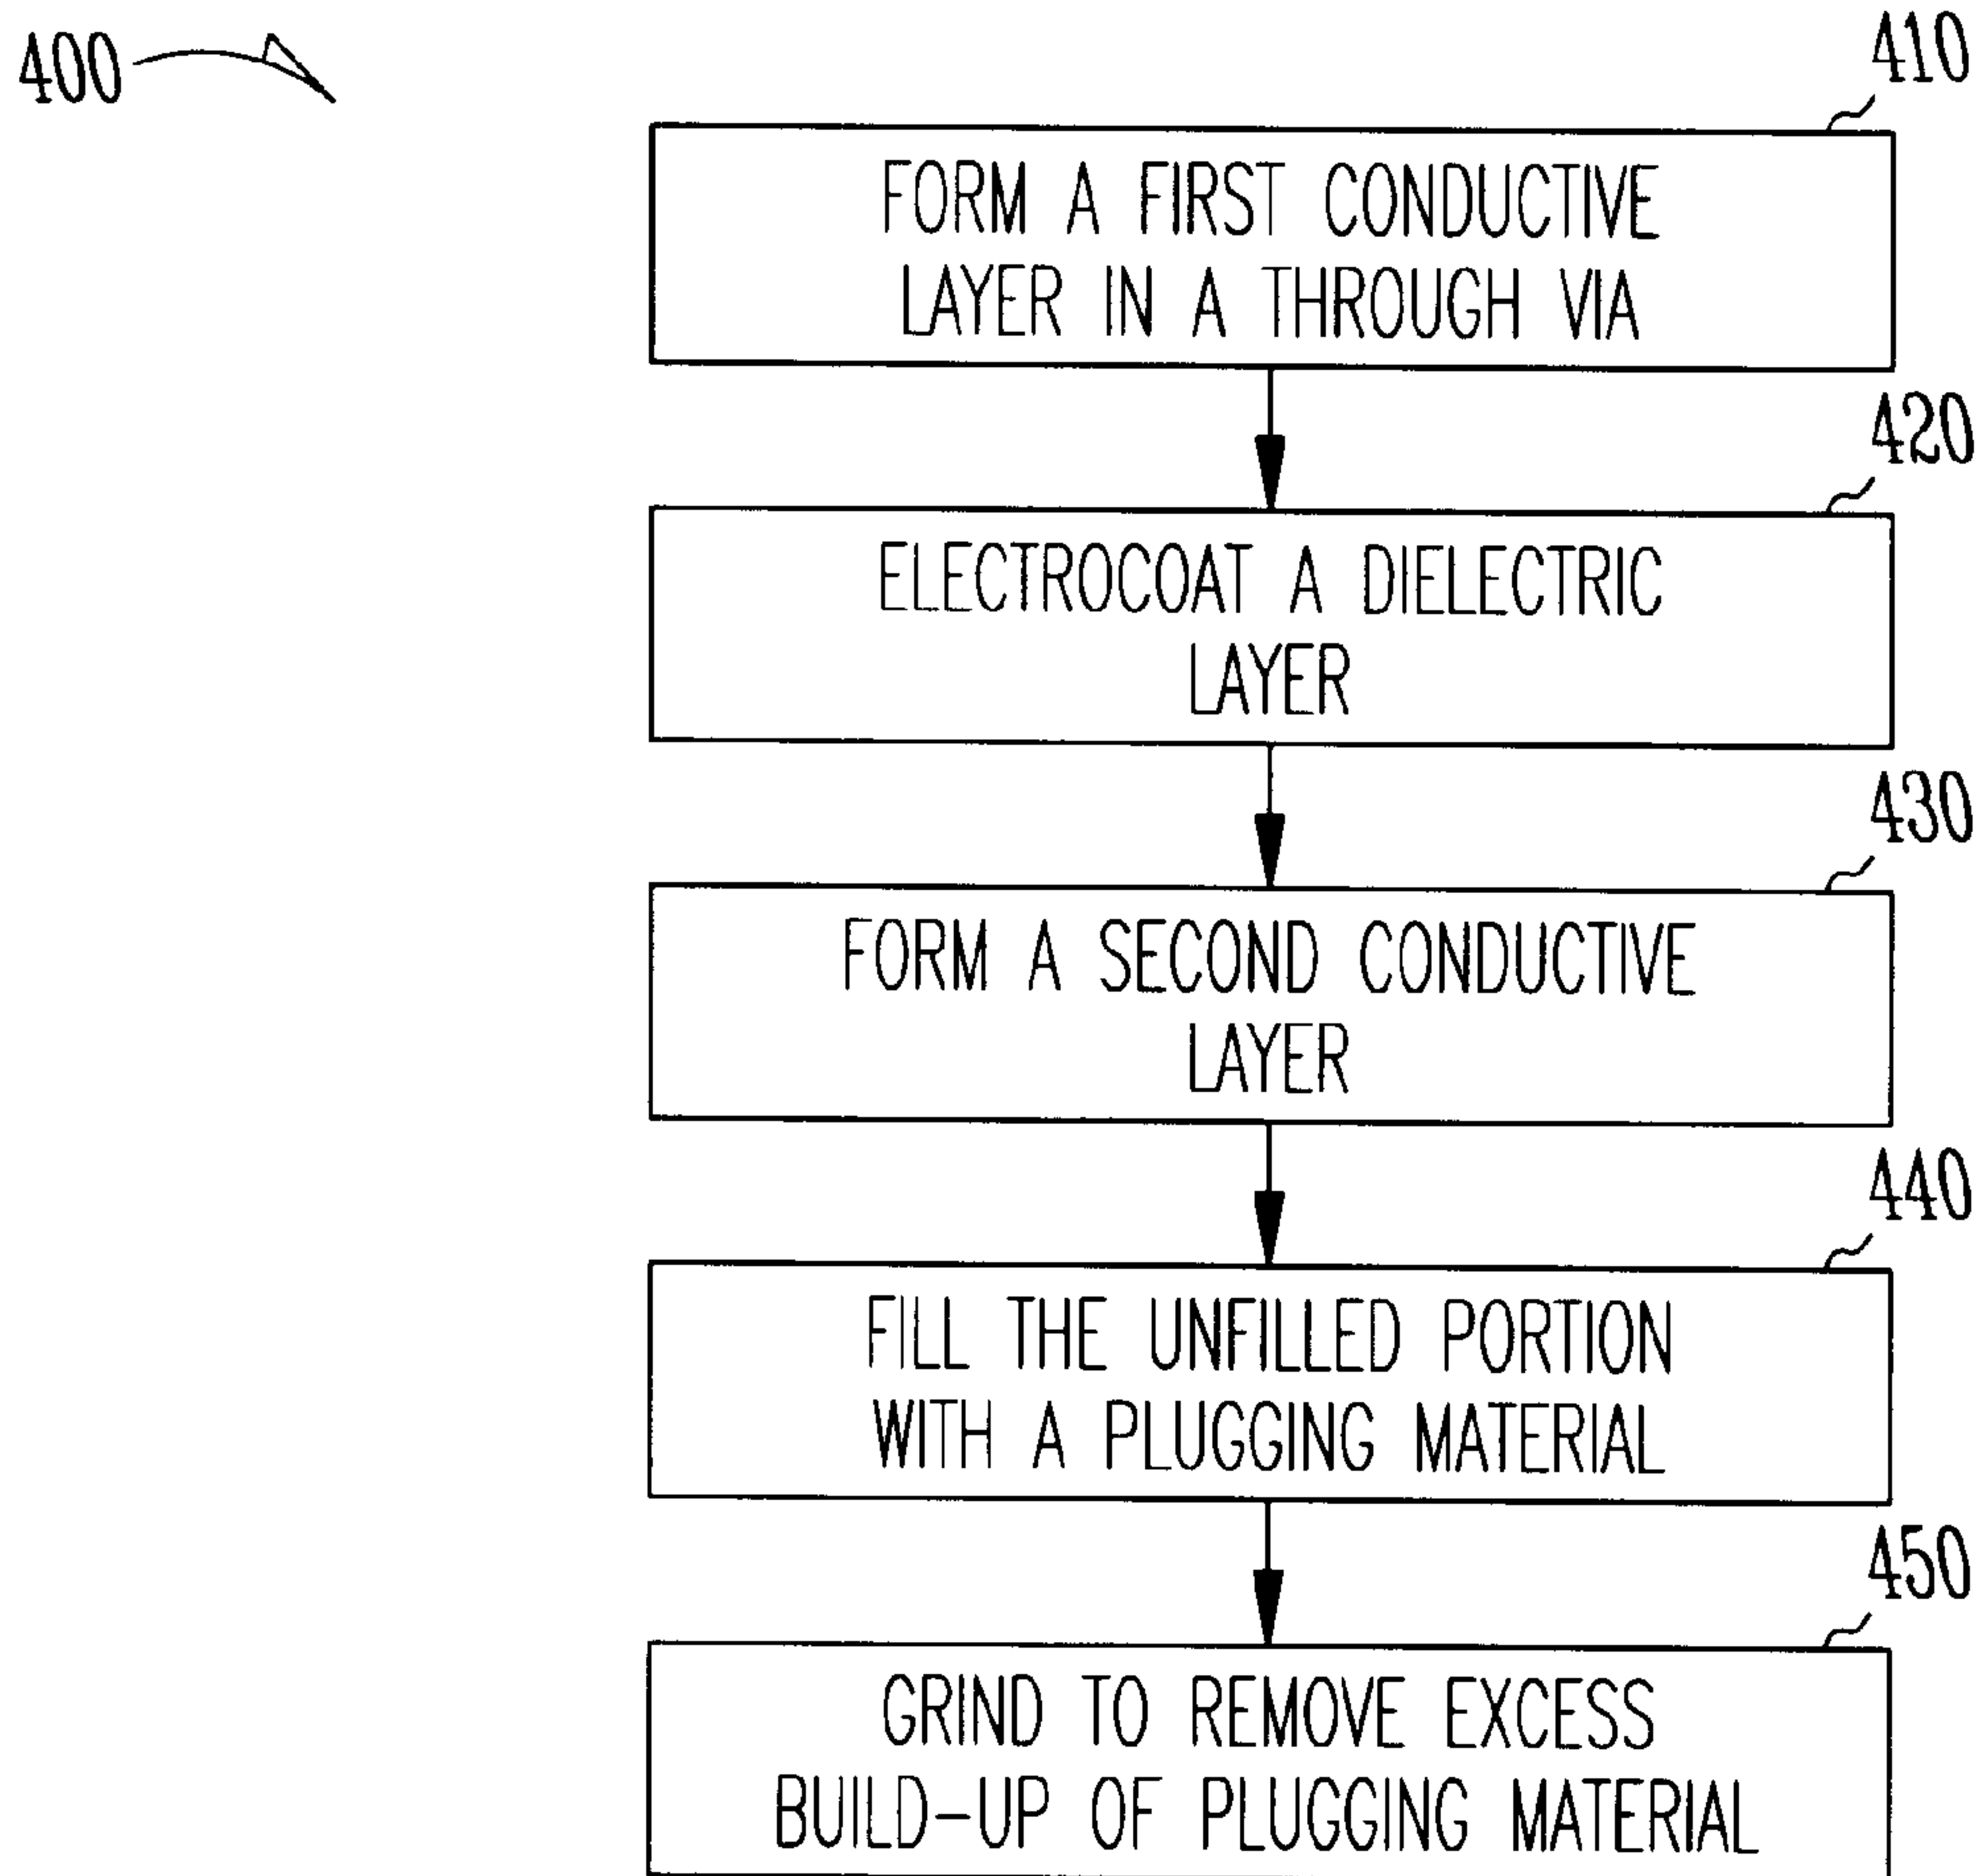 400
410
FORM A FIRST CONDUCTIVE
LAYER IN A THROUGH VIA
420
ELECTROCOAT A DIELECTRIC
LAYER
430
FORM A SECOND CONDUCTIVE
LAYER
440
FILL THE UNFILLED PORTION
WITH A PLUGGING MATERIAL
450
GRIND TO REMOVE EXCESS
BUILD-UP OF PLUGGING MATERIAL